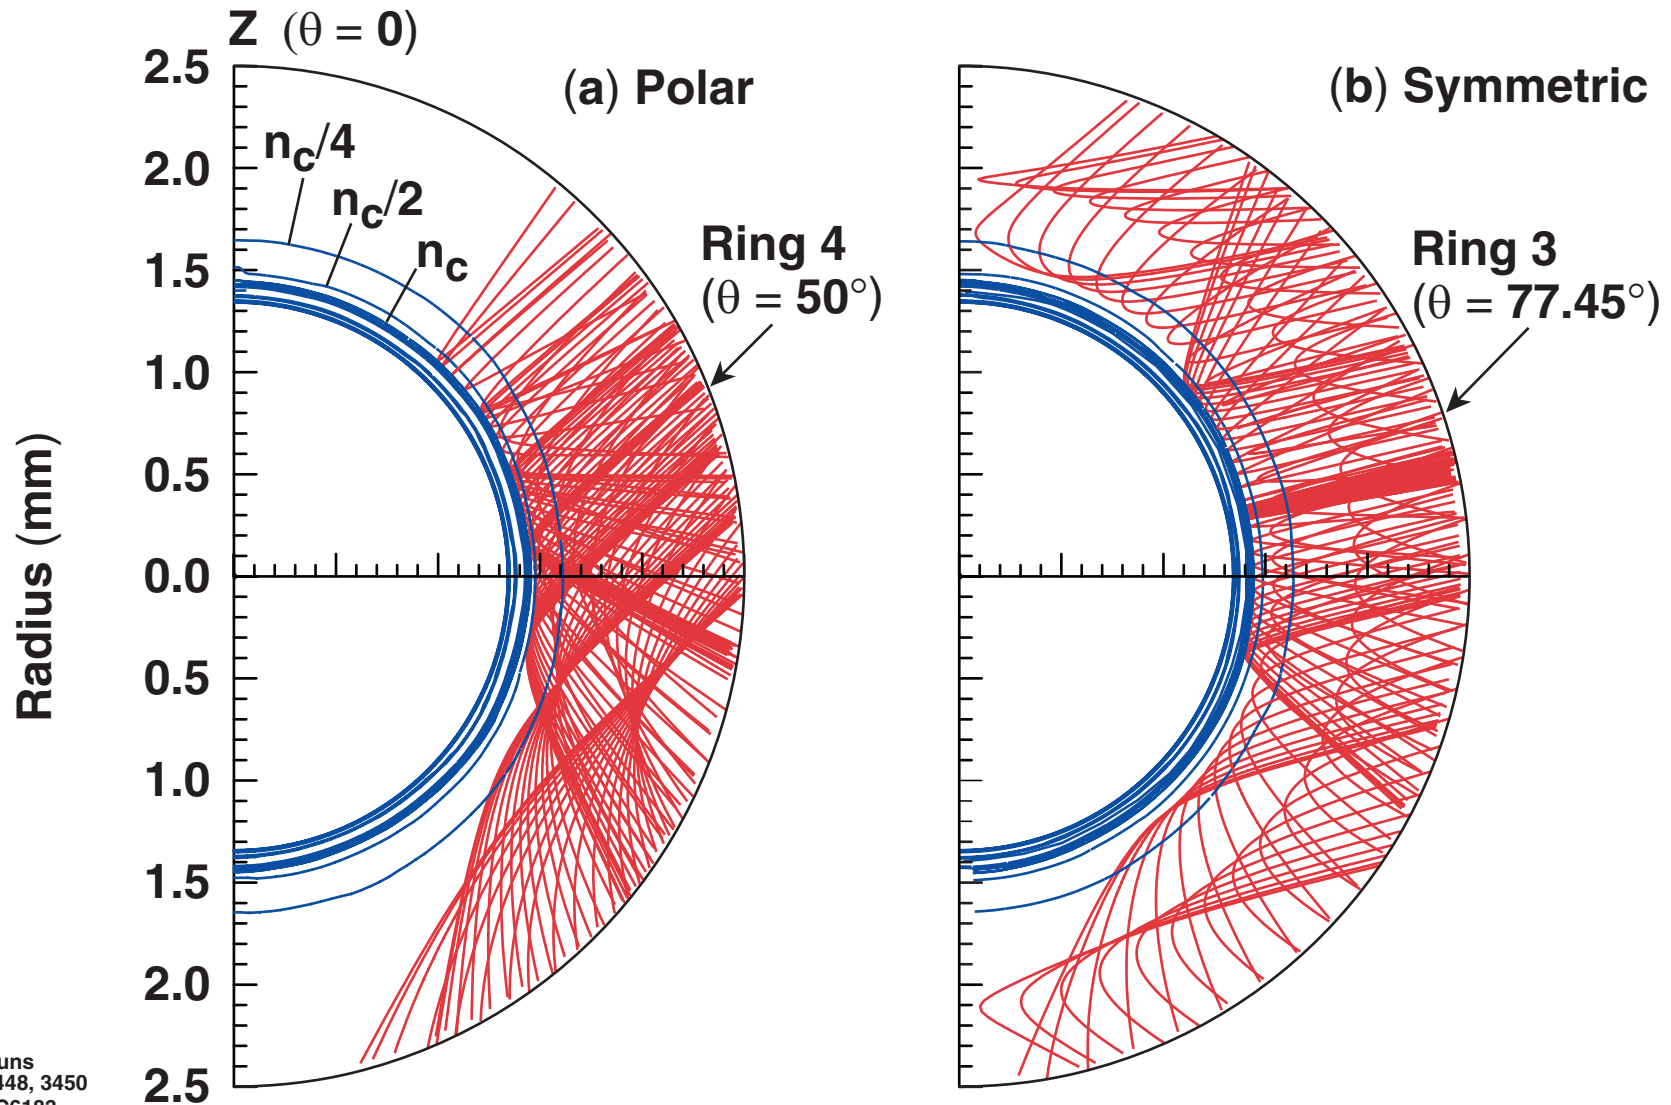 Z (θ = 0)
(a) Polar
(b) Symmetric
2.5
2.0
1.5
1.0
0.5
0.0
0.5
1.0
1.5
2.0
2.5
Radius (mm)
nc/4
nc/2
nc
Ring 4
(θ = 50°)
Ring 3
(θ = 77.45°)
uns
448, 3450